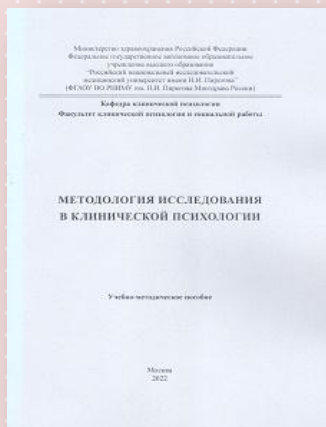 Министерство здравоохранения Российской Федерации
Федеральное государственное автономное образовательное
учреждение высшего образования
"Российский национальный исследовательский
медицинский университет имени Н.И. Пирогова"
(ФГАОУ ВО РНИМУ им. Н.И. Пирогова Минздрава России)
Кафедра клинической психологии
Факультет клинической психологии и социальной работы
МЕТОДОЛОГИЯ ИССЛЕДОВАНИЯ
В КЛИНИЧЕСКОЙ ПСИХОЛОГИИ
Учебно-методическое пособие
Москва
2022